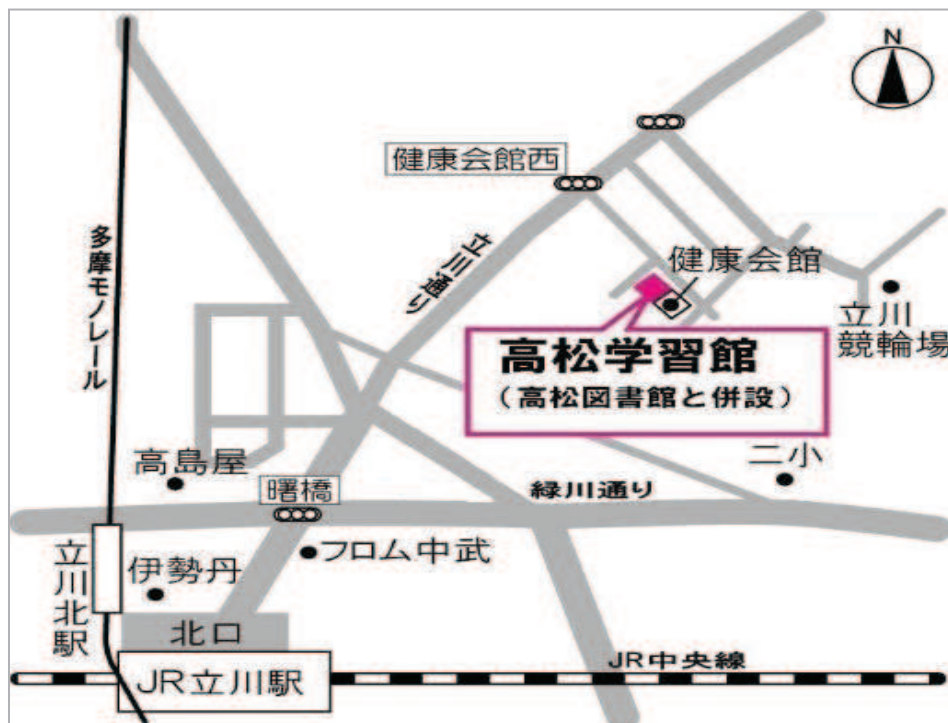 N
健康会館西
多摩モノレール
立川通り
健康会館
立川
競輪場
高松学習館
(高松図書館と併設)
高島屋
二小
曙橋
緑川通り
フロム中武
立川北駅
伊勢丹
北口
JR中央線
JR立川駅